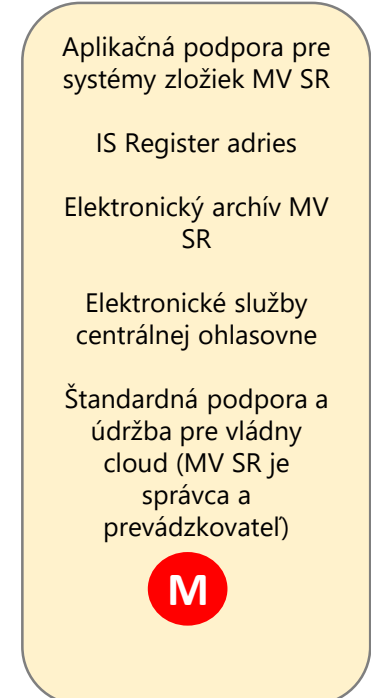 Aplikačná podpora pre
systémy zložiek MV SR
IS Register adries
Elektronický archív MV
SR
Elektronické služby
centrálnej ohlasovne
Štandardná podpora a
údržba pre vládny
cloud (MV SR je
správca a
prevádzkovateľ)
M